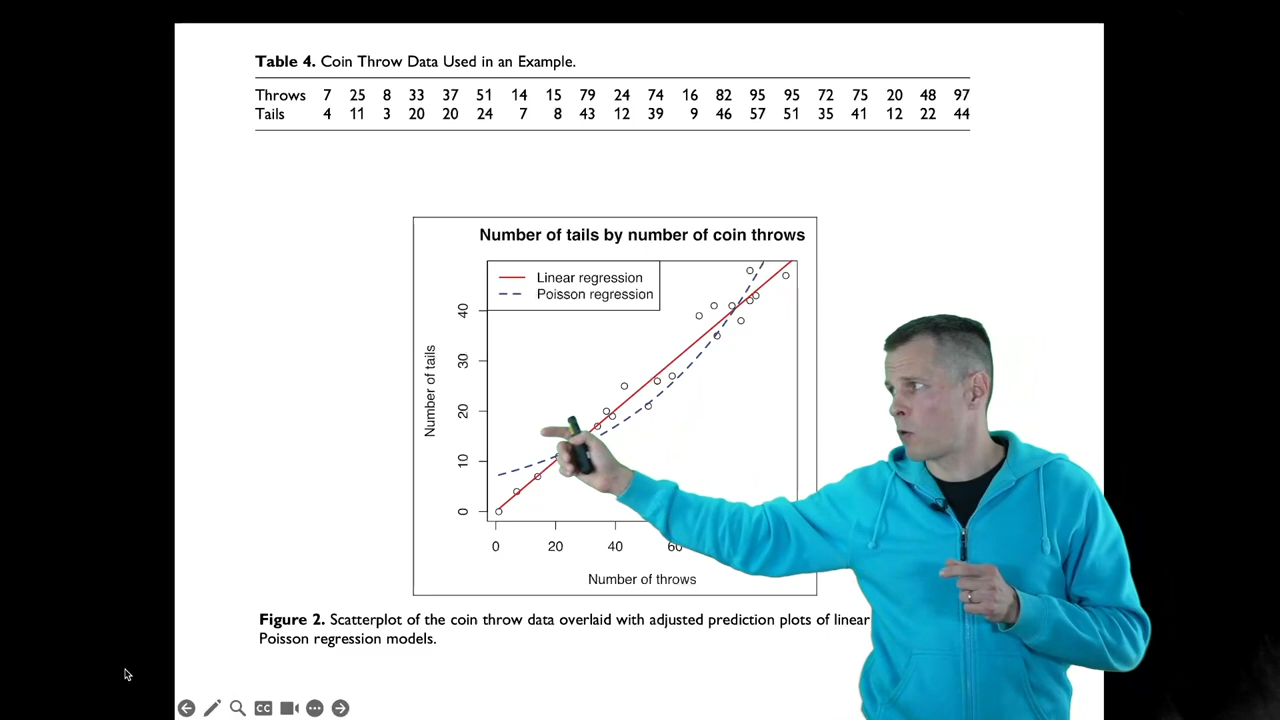 Table 4. Coin Throw Data Used in an Example.
Throws 7 25 8 33 37 51 14 15 79 24 74 16 82 95 95 72 75 20 48 97
Tails 4 11 3 20 20 24 7 8 43 12 39 9 46 57 51 35 41 12 22 44
Number of tails by number of coin throws
Linear regression
Poisson regression
Number of tails
40
30
20
10
0
0 20 40 60
Number of throws
Figure 2. Scatterplot of the coin throw data overlaid with adjusted prediction plots of linear
Poisson regression models.
CC